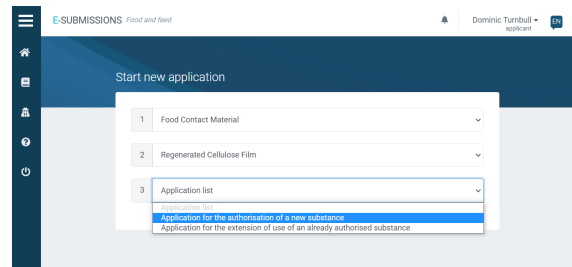 E-SUBMISSIONS Food and feed
Dominic Turnbull
applicant
EN
Start new application
1 Food Contact Material
2 Regenerated Cellulose Film
3 Application list
Application list
Application for the authorisation of a new substance
Application for the extension of use of an already authorised substance